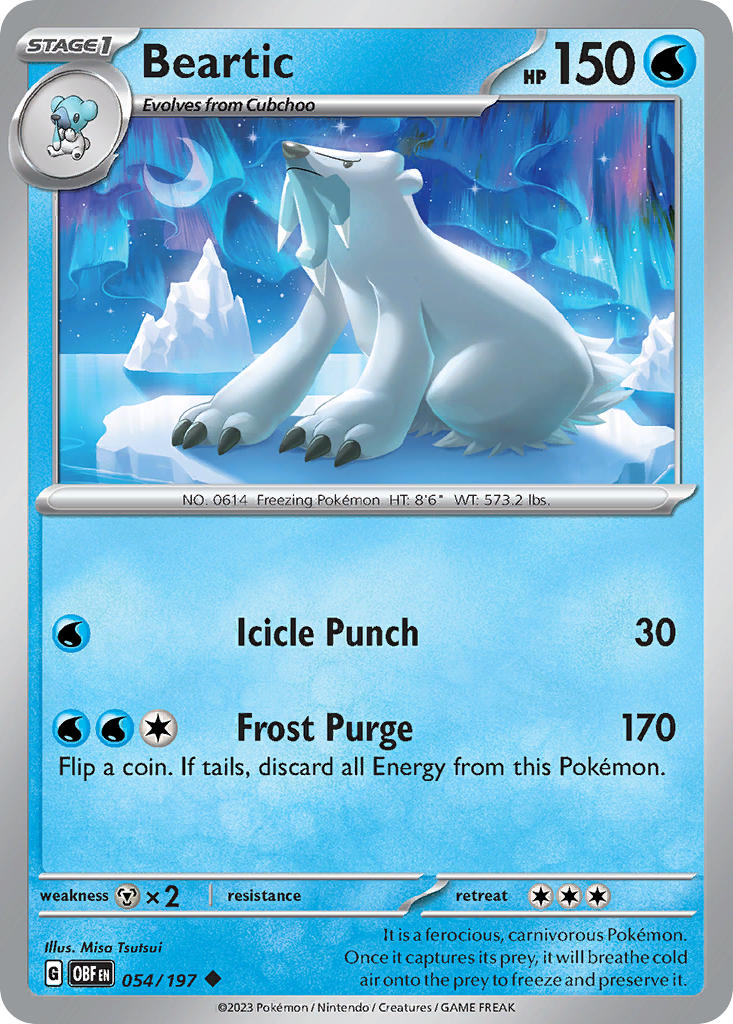 STAGE1
Beartic
HP 150
Evolves from Cubchoo
NO. 0614 Freezing Pokémon HT: 8'6" WT: 573.2 lbs.
Icicle Punch 30
Frost Purge 170
Flip a coin. If tails, discard all Energy from this Pokémon.
weakness ×2 resistance retreat
It is a ferocious, carnivorous Pokémon.
Once it captures its prey, it will breathe cold
air onto the prey to freeze and preserve it.
Illus. Misa Tsutsui
G OBF EN 054/197
©2023 Pokémon / Nintendo / Creatures / GAME FREAK